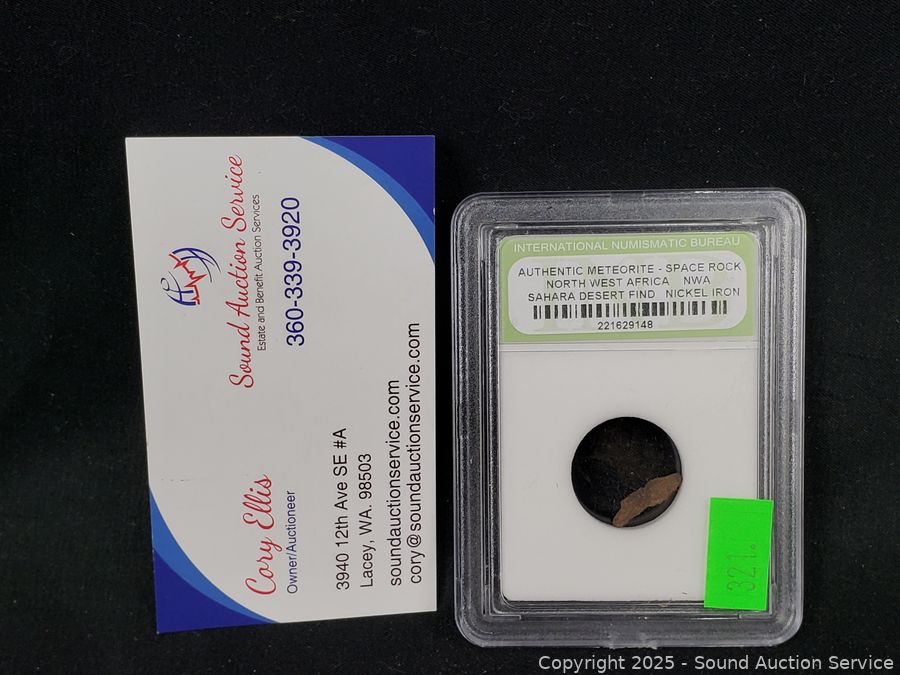 Sound Auction Service
Estate and Benefit Auction Services
360-339-3920
Cory Ellis
Owner/Auctioneer
3940 12th Ave SE #A
Lacey, WA. 98503
soundauctionservice.com
cory@soundauctionservice.com
INTERNATIONAL NUMISMATIC BUREAU
AUTHENTIC METEORITE - SPACE ROCK
NORTH WEST AFRICA NWA
SAHARA DESERT FIND NICKEL IRON
221629148
321.
Copyright 2025 - Sound Auction Service